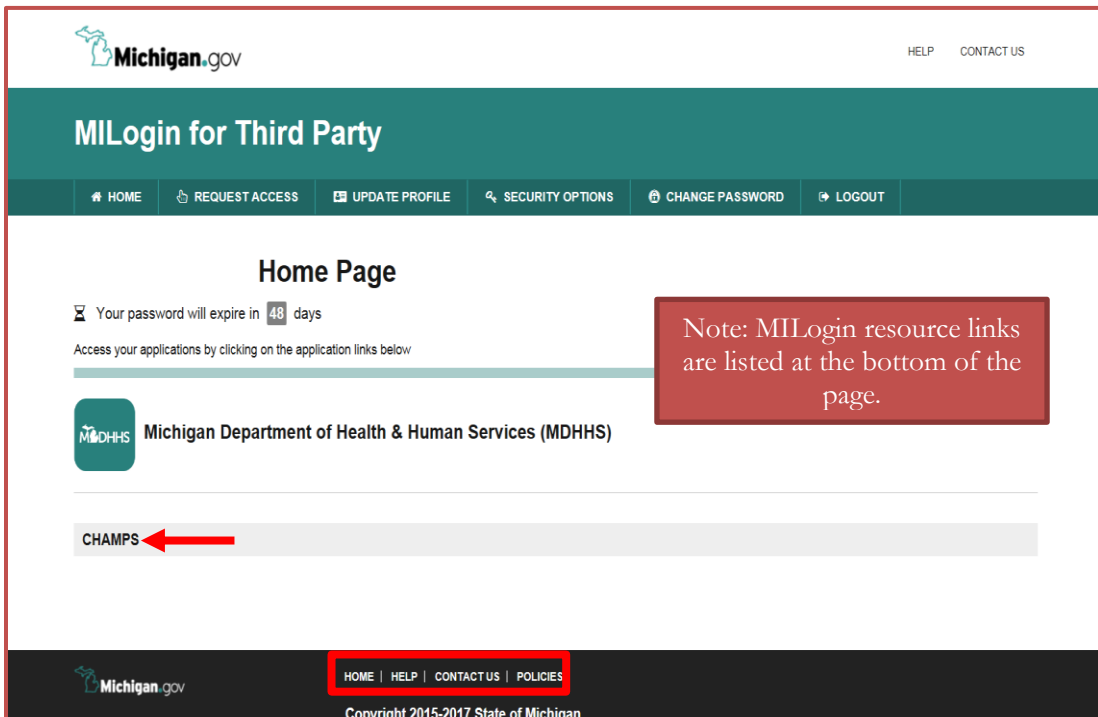 Michigan.gov
HELP CONTACT US
MILogin for Third Party
HOME REQUEST ACCESS UPDATE PROFILE SECURITY OPTIONS CHANGE PASSWORD LOGOUT
Home Page
Your password will expire in 48 days
Access your applications by clicking on the application links below
Note: MILogin resource links
are listed at the bottom of the
page.
MDHHS Michigan Department of Health & Human Services (MDHHS)
CHAMPS
Michigan.gov
HOME | HELP | CONTACT US | POLICIES
Copyright 2015-2017 State of Michigan